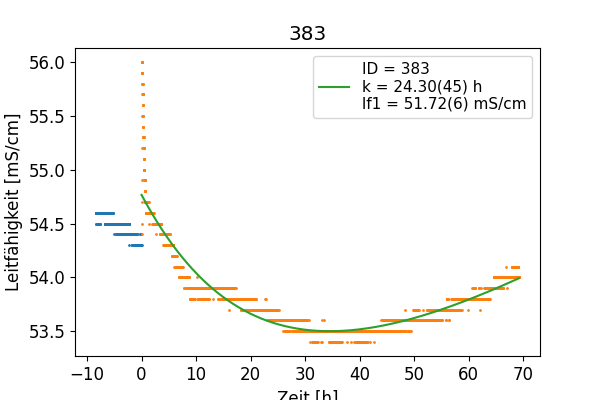 383
ID = 383
k = 24.30(45) h
lf1 = 51.72(6) mS/cm
Leitfähigkeit [mS/cm]
56.0
55.5
55.0
54.5
54.0
53.5
−10 0 10 20 30 40 50 60 70
Zeit [h]